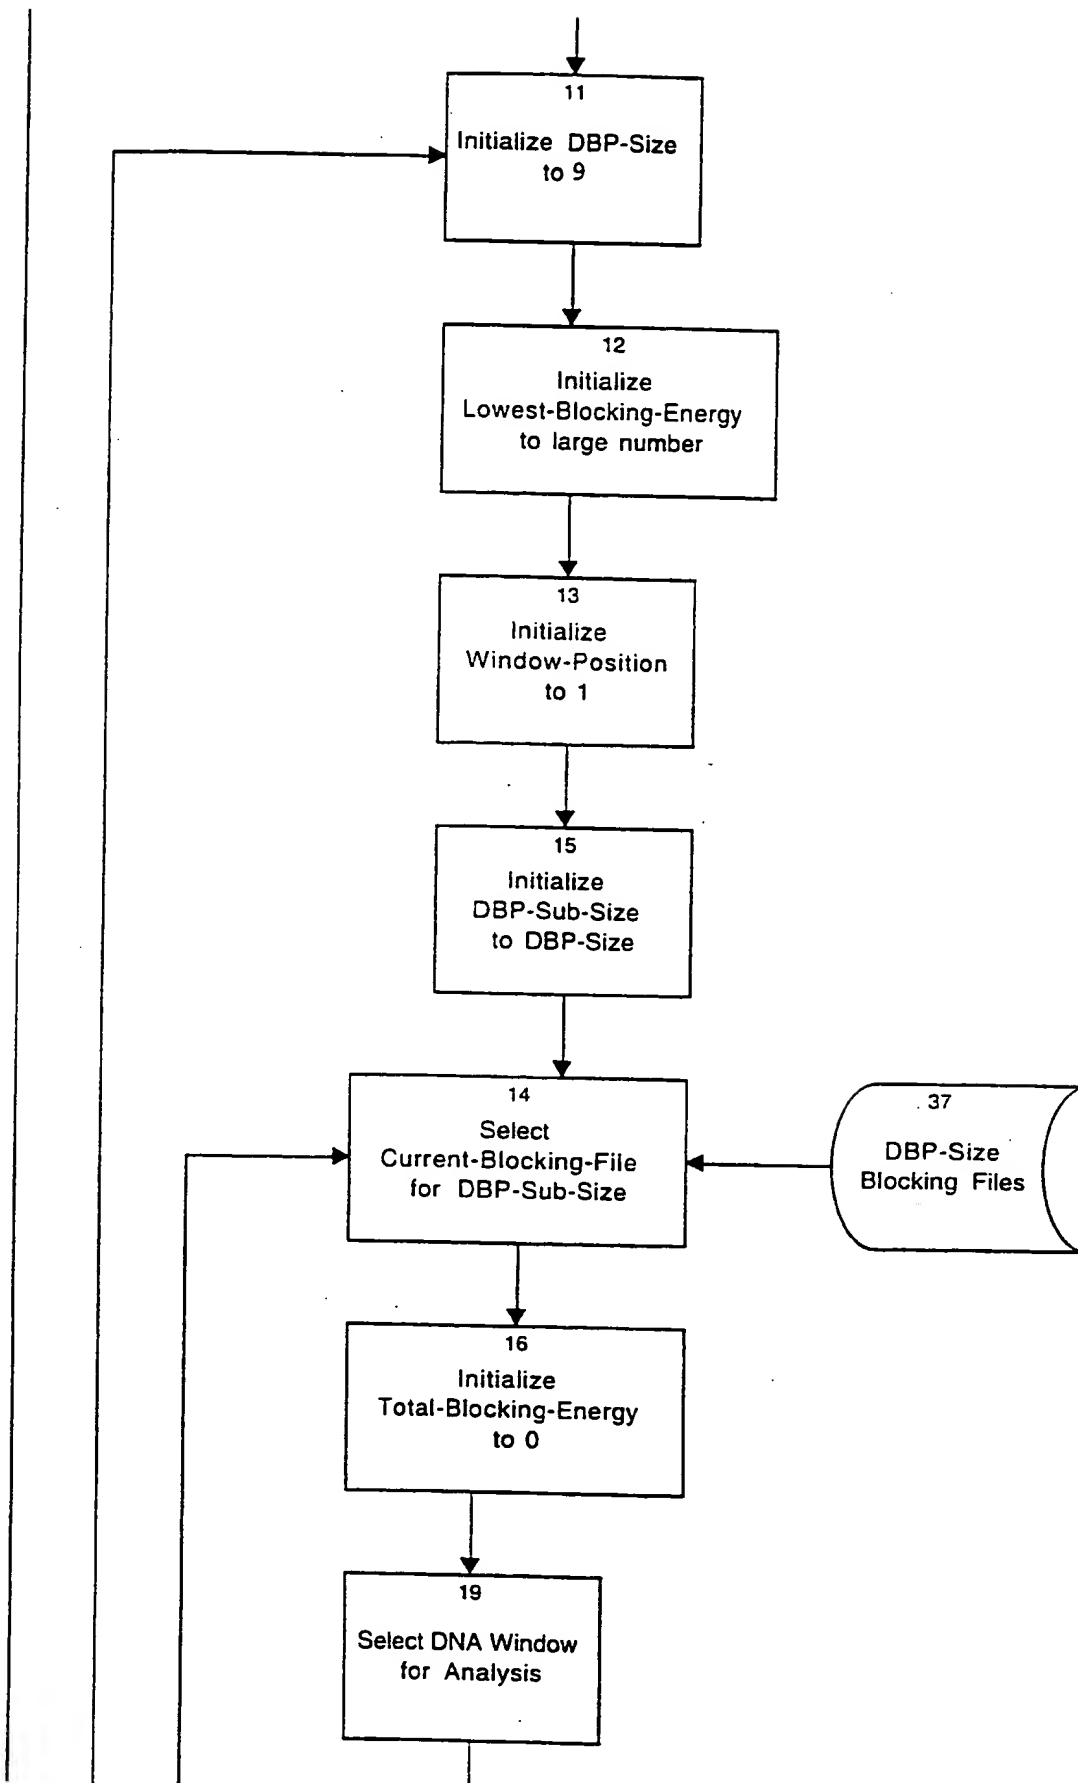 11
Initialize DBP-Size
to 9
12
Initialize
Lowest-Blocking-Energy
to large number
13
Initialize
Window-Position
to 1
15
Initialize
DBP-Sub-Size
to DBP-Size
14
Select
Current-Blocking-File
for DBP-Sub-Size
37
DBP-Size
Blocking Files
16
Initialize
Total-Blocking-Energy
to 0
19
Select DNA Window
for Analysis